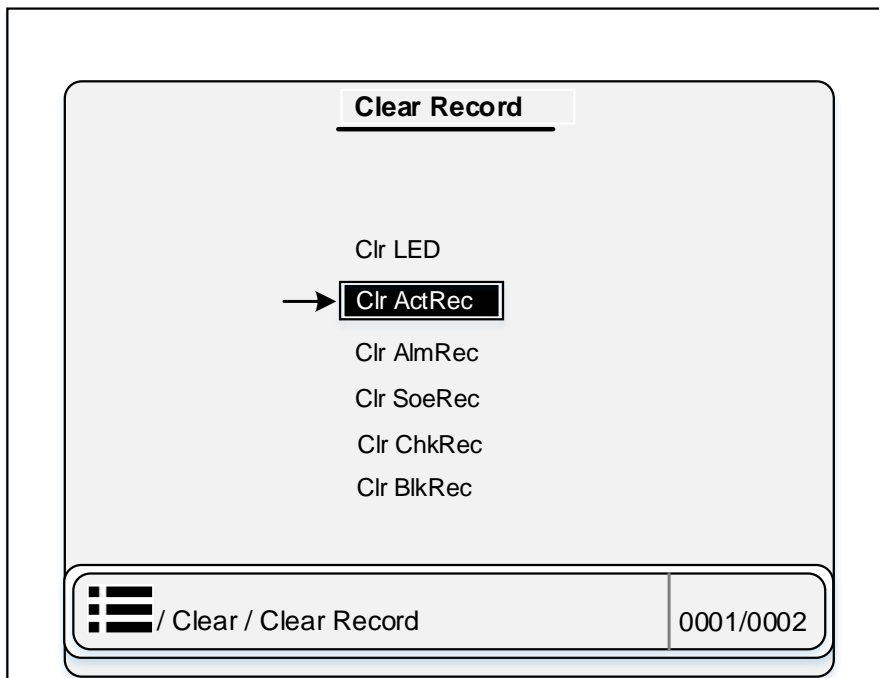 Clear Record
Clr LED
Clr ActRec
Clr AlmRec
Clr SoeRec
Clr ChkRec
Clr BlkRec
/ Clear / Clear Record 0001/0002